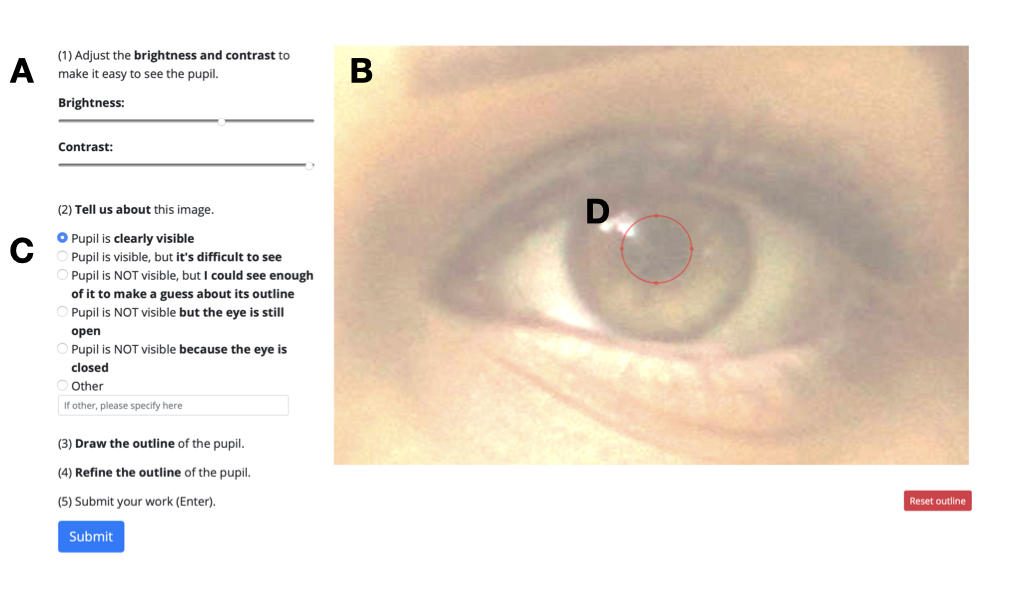 A
(1) Adjust the brightness and contrast to
make it easy to see the pupil.
Brightness:
Contrast:
(2) Tell us about this image.
C
Pupil is clearly visible
Pupil is visible, but it's difficult to see
Pupil is NOT visible, but I could see enough
of it to make a guess about its outline
Pupil is NOT visible but the eye is still
open
Pupil is NOT visible because the eye is
closed
Other
If other, please specify here
(3) Draw the outline of the pupil.
(4) Refine the outline of the pupil.
(5) Submit your work (Enter).
Submit
B
D
Reset outline